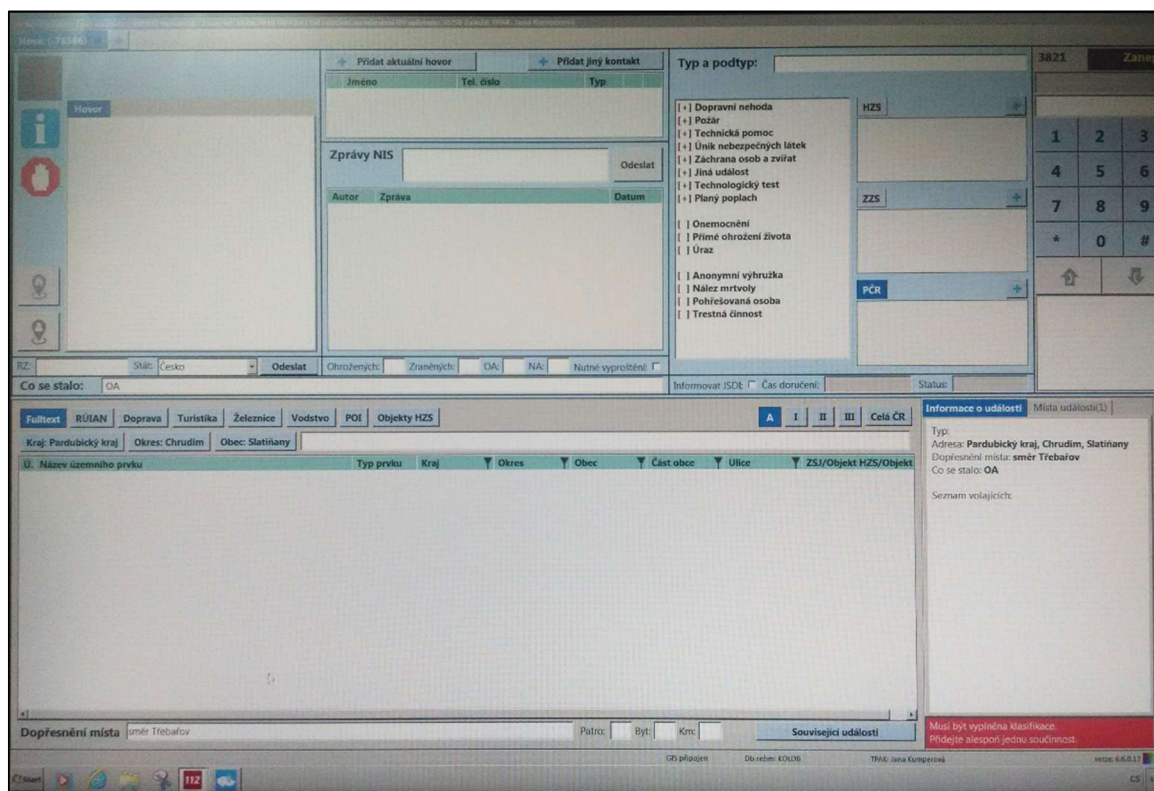 Přidat aktuální hovor
Přidat jiný kontakt
Jméno Tel. číslo Typ
Hovor
Zprávy NIS
Odeslat
Autor Zpráva Datum
Typ a podtyp:
[+] Dopravní nehoda
[+] Požár
[+] Technická pomoc
[+] Únik nebezpečných látek
[+] Záchrana osob a zvířat
[+] Jiná událost
[+] Technologický test
[+] Planý poplach
[ ] Onemocnění
[ ] Přímé ohrožení života
[ ] Úraz
[ ] Anonymní výhružka
[ ] Nález mrtvoly
[ ] Pohřešovaná osoba
[ ] Trestná činnost
HZS
ZZS
PČR
3821
1 2 3
4 5 6
7 8 9
* 0 #
RZ: Stát: Česko Odeslat
Ohrožených: Zraněných: OA: NA: Nutné vyproštění:
Co se stalo: OA
Informovat JSDI: Čas doručení: Status:
Fulltext RÚIAN Doprava Turistika Železnice Vodstvo POI Objekty HZS
A I II III Celá ČR
Kraj: Pardubický kraj Okres: Chrudim Obec: Slatiňany
Ú. Název územního prvku Typ prvku Kraj Okres Obec Část obce Ulice ZSJ/Objekt HZS/Objekt
Informace o události Místa události(1)
Typ:
Adresa: Pardubický kraj, Chrudim, Slatiňany
Dopřesnění místa: směr Třebařov
Co se stalo: OA
Seznam volajících:
Dopřesnění místa směr Třebařov
Patro: Byt: Km:
Související události
Musí být vyplněna klasifikace.
Přidejte alespoň jednu součinnost.
GIS připojen Db režim: KOLDB TPAK: Jana Kumperová
Start
112
CS